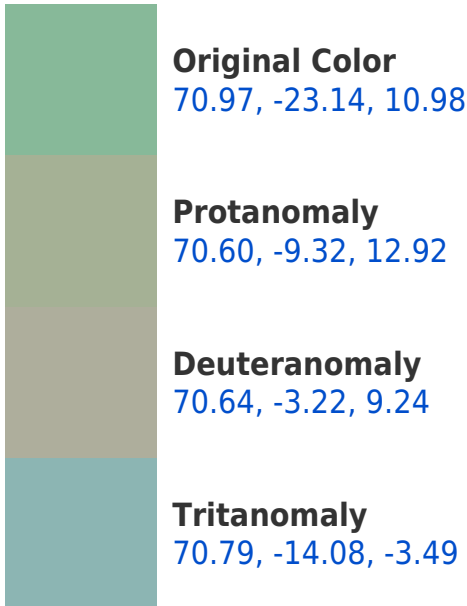 Original Color
70.97, -23.14, 10.98
Protanomaly
70.60, -9.32, 12.92
Deuteranomaly
70.64, -3.22, 9.24
Tritanomaly
70.79, -14.08, -3.49